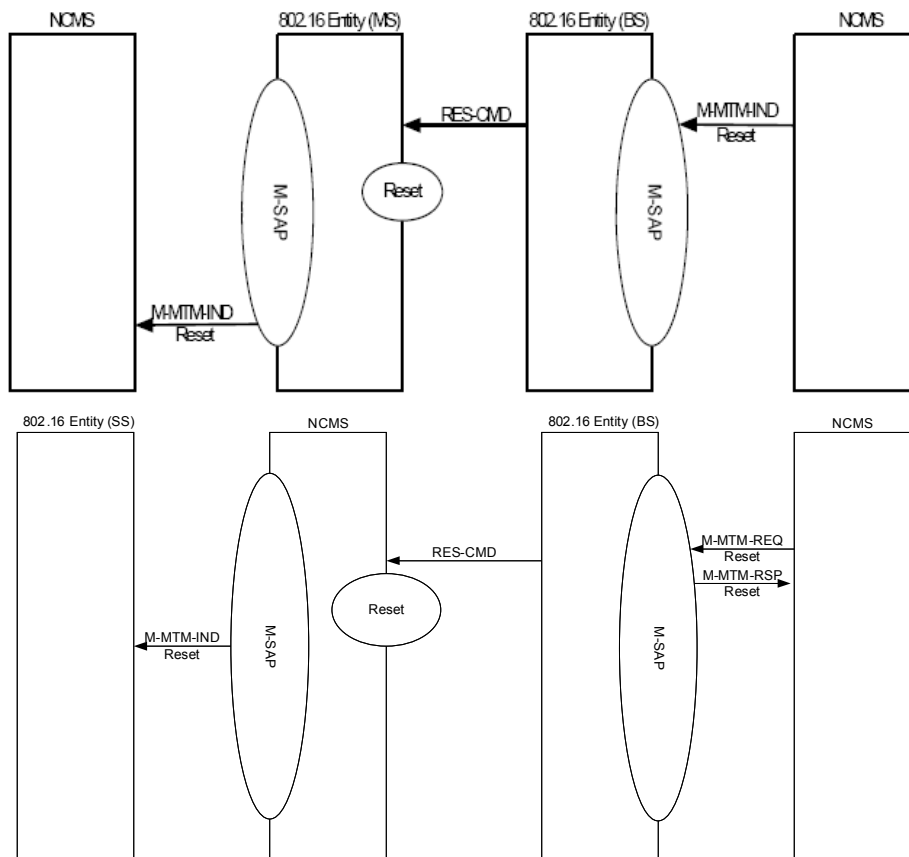 NCMS
802.16 Entity (MS)
802.16 Entity (BS)
NCMS
RES-CMD
M-MTM-IND
Reset
Reset
M-SAP
M-SAP
M-MTM-IND
Reset
802.16 Entity (SS)
NCMS
802.16 Entity (BS)
NCMS
M-MTM-REQ
Reset
RES-CMD
M-MTM-RSP
Reset
Reset
M-MTM-IND
Reset
M-SAP
M-SAP